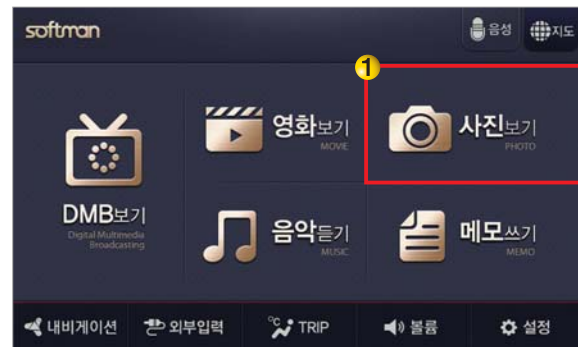 softman
음성
지도
1
영화보기
MOVIE
사진보기
PHOTO
DMB보기
Digital Multimedia
Broadcasting
음악듣기
MUSIC
메모쓰기
MEMO
내비게이션
외부입력
°C TRIP
볼륨
설정